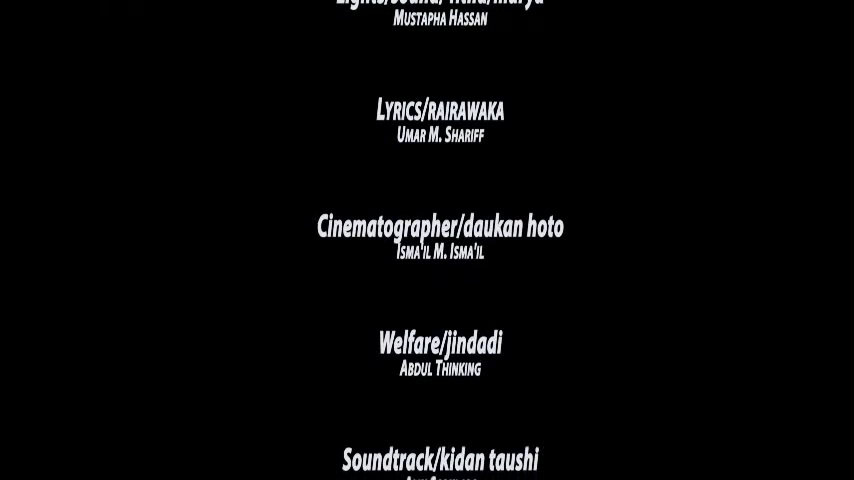 MUSTAPHA HASSAN
LYRICS/RAIRAWAKA
UMAR M. SHARIFF
Cinematographer/daukan hoto
ISMA'IL M. ISMA'IL
Welfare/jindadi
ABDUL THINKING
Soundtrack/kidan taushi